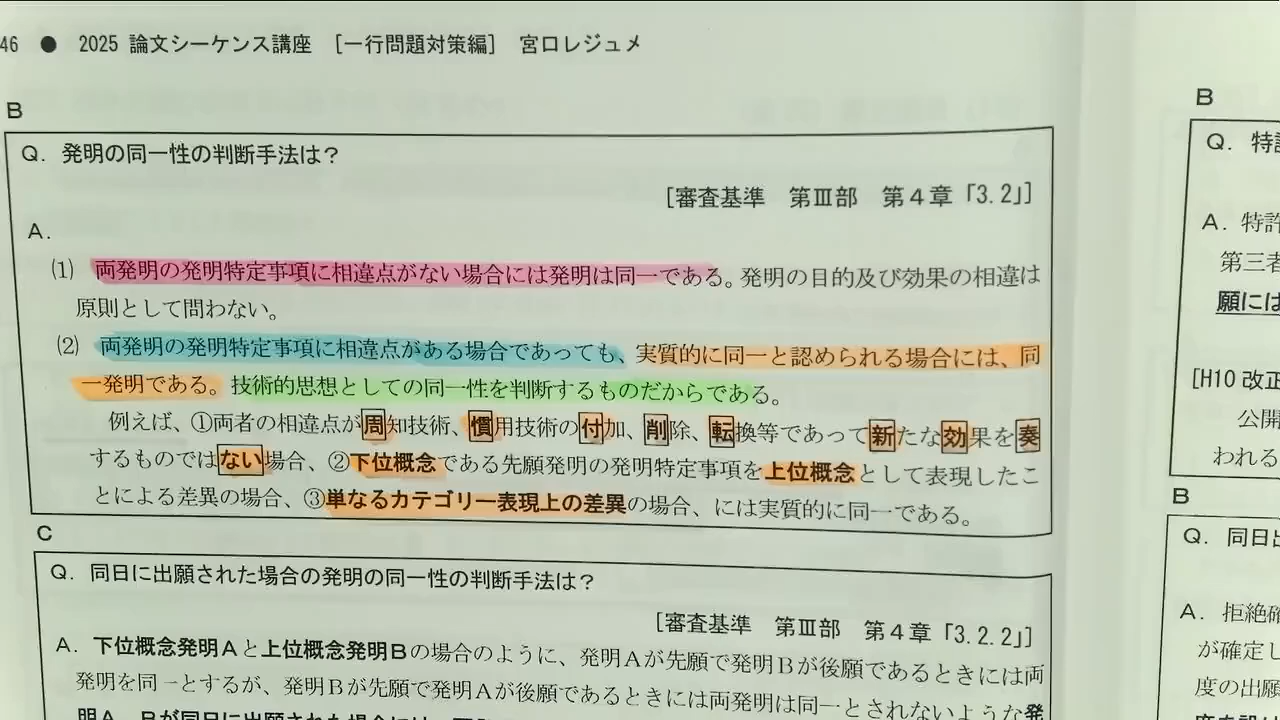 46 ● 2025 論文シーケンス講座 [一行問題対策編] 宮口レジュメ
B
Q. 発明の同一性の判断手法は?
[審査基準 第Ⅲ部 第4章「3.2」]
A.
(1) 両発明の発明特定事項に相違点がない場合には発明は同一である。発明の目的及び効果の相違は
原則として問わない。
(2) 両発明の発明特定事項に相違点がある場合であっても、実質的に同一と認められる場合には、同
一発明である。技術的思想としての同一性を判断するものだからである。
例えば、①両者の相違点が周知技術、慣用技術の付加、削除、転換等であって新たな効果を奏
するものではない場合、②下位概念である先願発明の発明特定事項を上位概念として表現したこ
とによる差異の場合、③単なるカテゴリー表現上の差異の場合、には実質的に同一である。
C
Q. 同日に出願された場合の発明の同一性の判断手法は?
[審査基準 第Ⅲ部 第4章「3.2.2」]
A. 下位概念発明Aと上位概念発明Bの場合のように、発明Aが先願で発明Bが後願であるときには両
発明を同一とするが、発明Bが先願で発明Aが後願であるときには両発明は同一とされないような発
明A、Bが同日に出願された場合には、
B
Q. 特許
A. 特許
第三者
願には
[H10 改正
公開
われる
B
Q. 同日出
A. 拒絶確
が確定し
度の出願